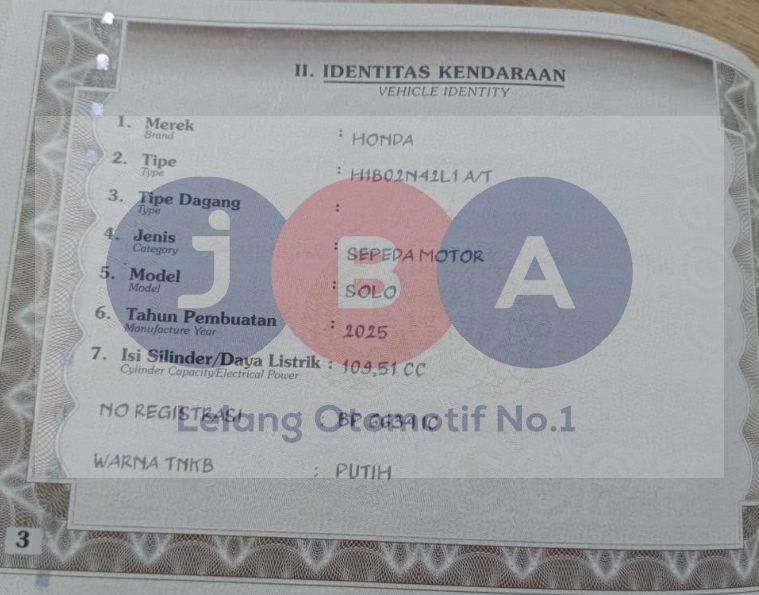 II. IDENTITAS KENDARAAN
VEHICLE IDENTITY
1. Merek : HONDA
Brand
2. Tipe : H1B02N42L1 A/T
Type
3. Tipe Dagang :
Type
4. Jenis : SEPEDA MOTOR
Category
5. Model : SOLO
Model
6. Tahun Pembuatan : 2025
Manufacture Year
7. Isi Silinder/Daya Listrik : 109,51 CC
Cylinder Capacity/Electrical Power
NO REGISTRASI : BP
WARNA TNKB : PUTIH
3
jBA
Lelang Otomotif No.1